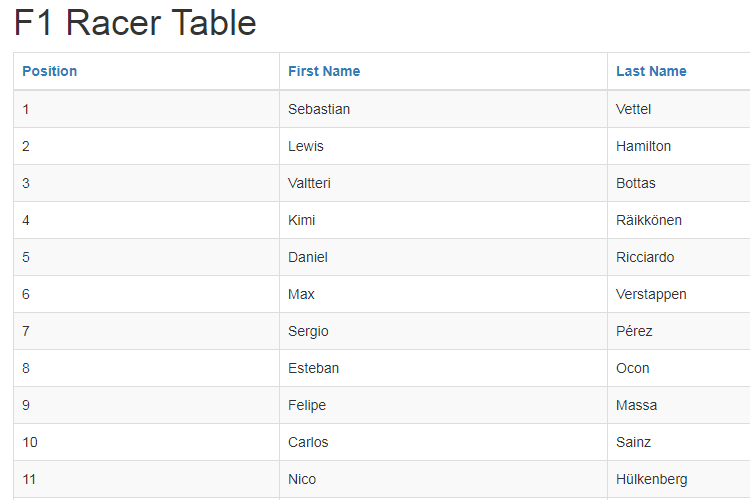 F1 Racer Table
Position First Name Last Name
1 Sebastian Vettel
2 Lewis Hamilton
3 Valtteri Bottas
4 Kimi Räikkönen
5 Daniel Ricciardo
6 Max Verstappen
7 Sergio Pérez
8 Esteban Ocon
9 Felipe Massa
10 Carlos Sainz
11 Nico Hülkenberg